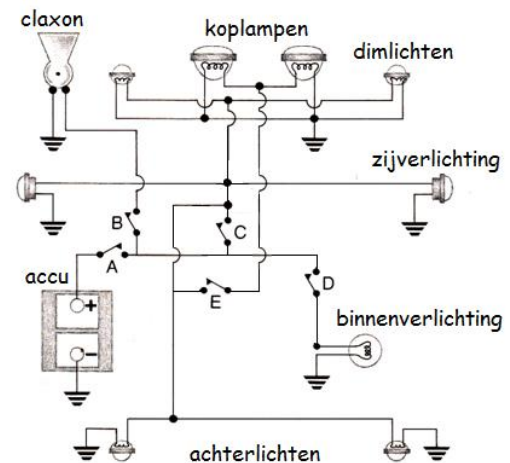 claxon
koplampen
dimlichten
zijverlichting
B
C
A
accu
D
E
+
binnenverlichting
−
achterlichten